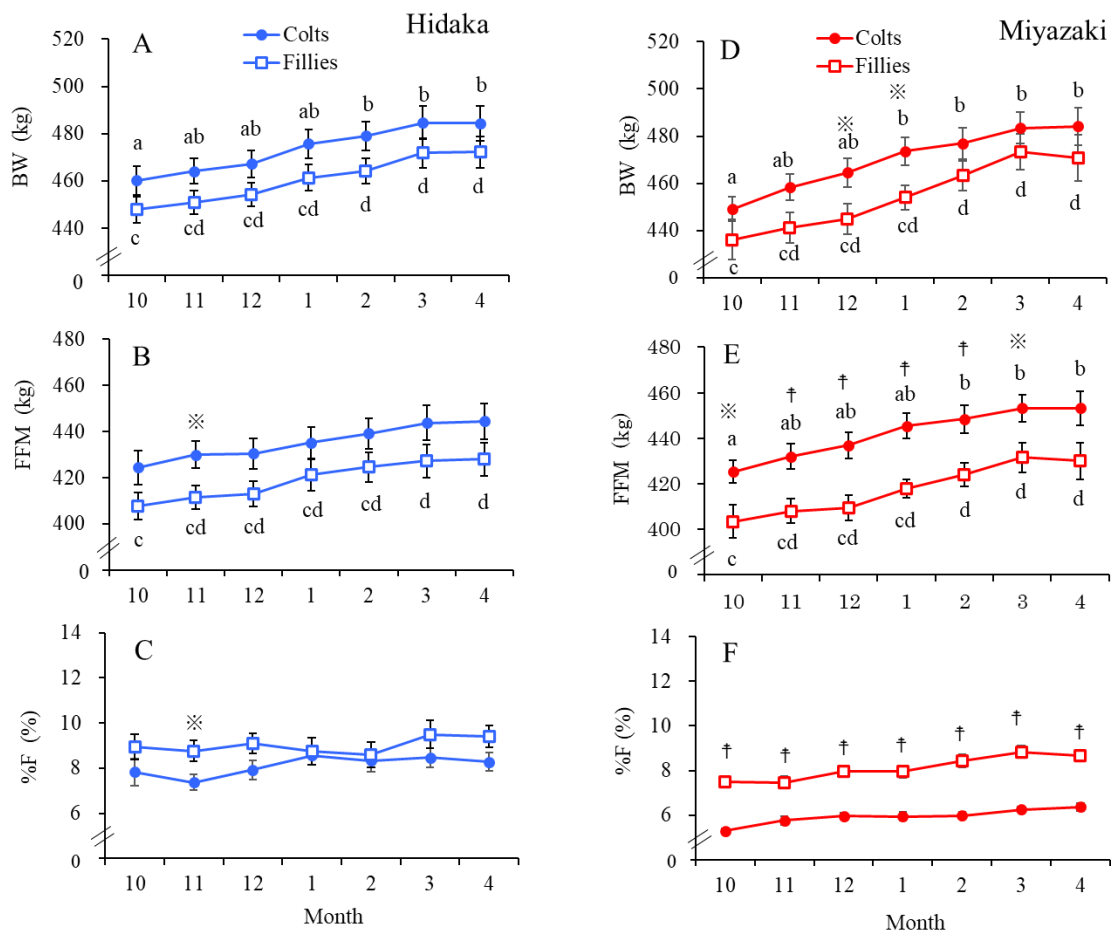 Hidaka
A
Colts
Fillies
520
500
480
460
440
0
BW (kg)
a ab ab ab b b b
c cd cd cd d d d
10 11 12 1 2 3 4
B
480
460
440
420
400
0
FFM (kg)
※
c cd cd cd cd d d
10 11 12 1 2 3 4
C
14
12
10
8
6
0
%F (%)
※
10 11 12 1 2 3 4
Month
Miyazaki
D
Colts
Fillies
520
500
480
460
440
0
BW (kg)
※ ※
a ab ab b b b b
c cd cd cd d d d
10 11 12 1 2 3 4
E
480
460
440
420
400
0
FFM (kg)
※ † † † † ※
a ab ab ab b b b
c cd cd cd d d d
10 11 12 1 2 3 4
F
14
12
10
8
6
0
%F (%)
† † † † † † †
10 11 12 1 2 3 4
Month